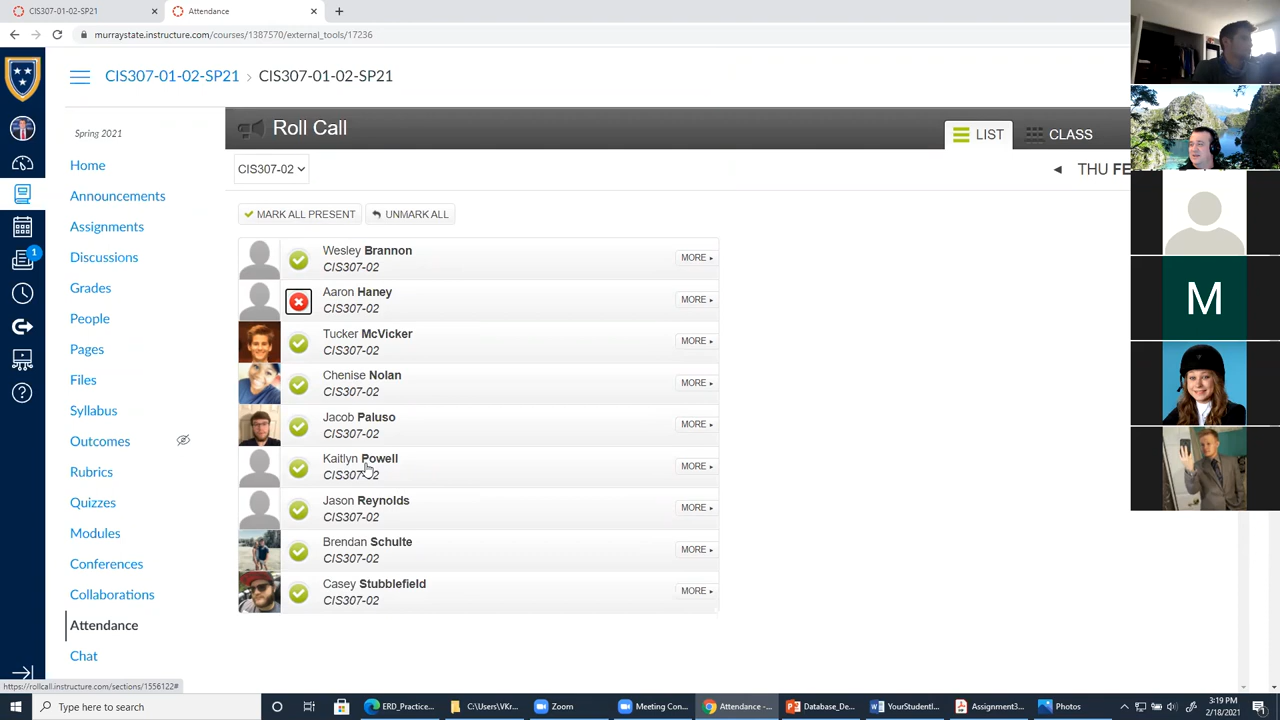 CIS307-01-02-SP21
Attendance
murraystate.instructure.com/courses/1387570/external_tools/17236
CIS307-01-02-SP21 › CIS307-01-02-SP21
Spring 2021
Home
Announcements
Assignments
Discussions
Grades
People
Pages
Files
Syllabus
Outcomes
Rubrics
Quizzes
Modules
Conferences
Collaborations
Attendance
Chat
1
Roll Call
LIST
CLASS
CIS307-02
THU FE
MARK ALL PRESENT
UNMARK ALL
Wesley Brannon
CIS307-02
MORE
Aaron Haney
CIS307-02
MORE
Tucker McVicker
CIS307-02
MORE
Chenise Nolan
CIS307-02
MORE
Jacob Paluso
CIS307-02
MORE
Kaitlyn Powell
CIS307-02
MORE
Jason Reynolds
CIS307-02
MORE
Brendan Schulte
CIS307-02
MORE
Casey Stubblefield
CIS307-02
MORE
M
https://rollcall.instructure.com/sections/1556122#
Type here to search
ERD_Practice...
C:\Users\VKr...
Zoom
Meeting Con...
Attendance -...
Database_De...
YourStudentI...
Assignment3...
Photos
3:19 PM
2/18/2021
1